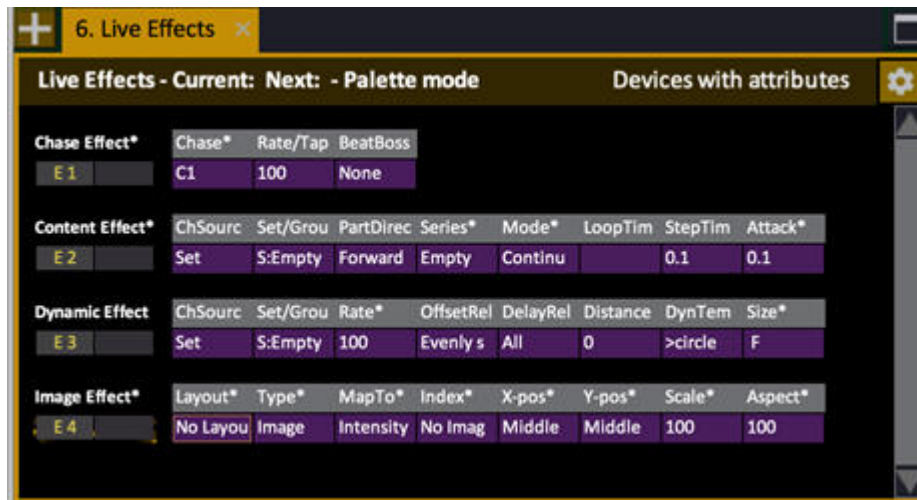 6. Live Effects
Live Effects - Current: Next: - Palette mode Devices with attributes
Chase Effect* Chase* Rate/Tap BeatBoss
E 1 C1 100 None
Content Effect* ChSourc Set/Grou PartDirec Series* Mode* LoopTim StepTim Attack*
E 2 Set S:Empty Forward Empty Continu 0.1 0.1
Dynamic Effect ChSourc Set/Grou Rate* OffsetRel DelayRel Distance DynTem Size*
E 3 Set S:Empty 100 Evenly s All 0 >circle F
Image Effect* Layout* Type* MapTo* Index* X-pos* Y-pos* Scale* Aspect*
E 4 No Layou Image Intensity No Imag Middle Middle 100 100